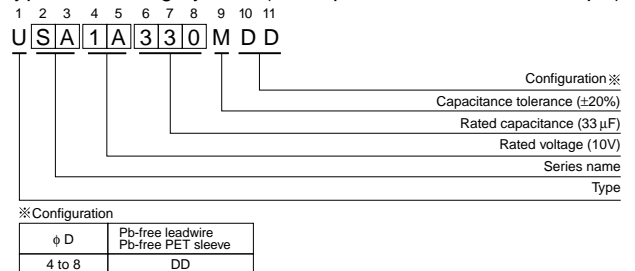 1 2 3 4 5 6 7 8 9 10 11
U S A 1 A 3 3 0 M D D
Configuration※
Capacitance tolerance (±20%)
Rated capacitance (33 µF)
Rated voltage (10V)
Series name
Type
※Configuration
ϕ D
Pb-free leadwire
Pb-free PET sleeve
4 to 8
DD